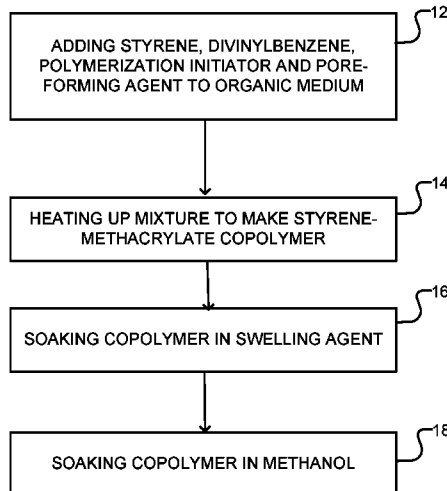 12
ADDING STYRENE, DIVINYLBENZENE,
POLYMERIZATION INITIATOR AND PORE-
FORMING AGENT TO ORGANIC MEDIUM
14
HEATING UP MIXTURE TO MAKE STYRENE-
METHACRYLATE COPOLYMER
16
SOAKING COPOLYMER IN SWELLING AGENT
18
SOAKING COPOLYMER IN METHANOL